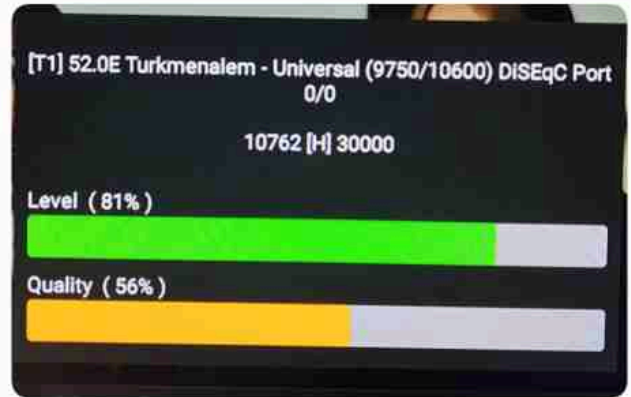 [T1] 52.0E Turkmenalem - Universal (9750/10600) DiSEqC Port
0/0
10762 [H] 30000
Level ( 81% )
Quality ( 56% )